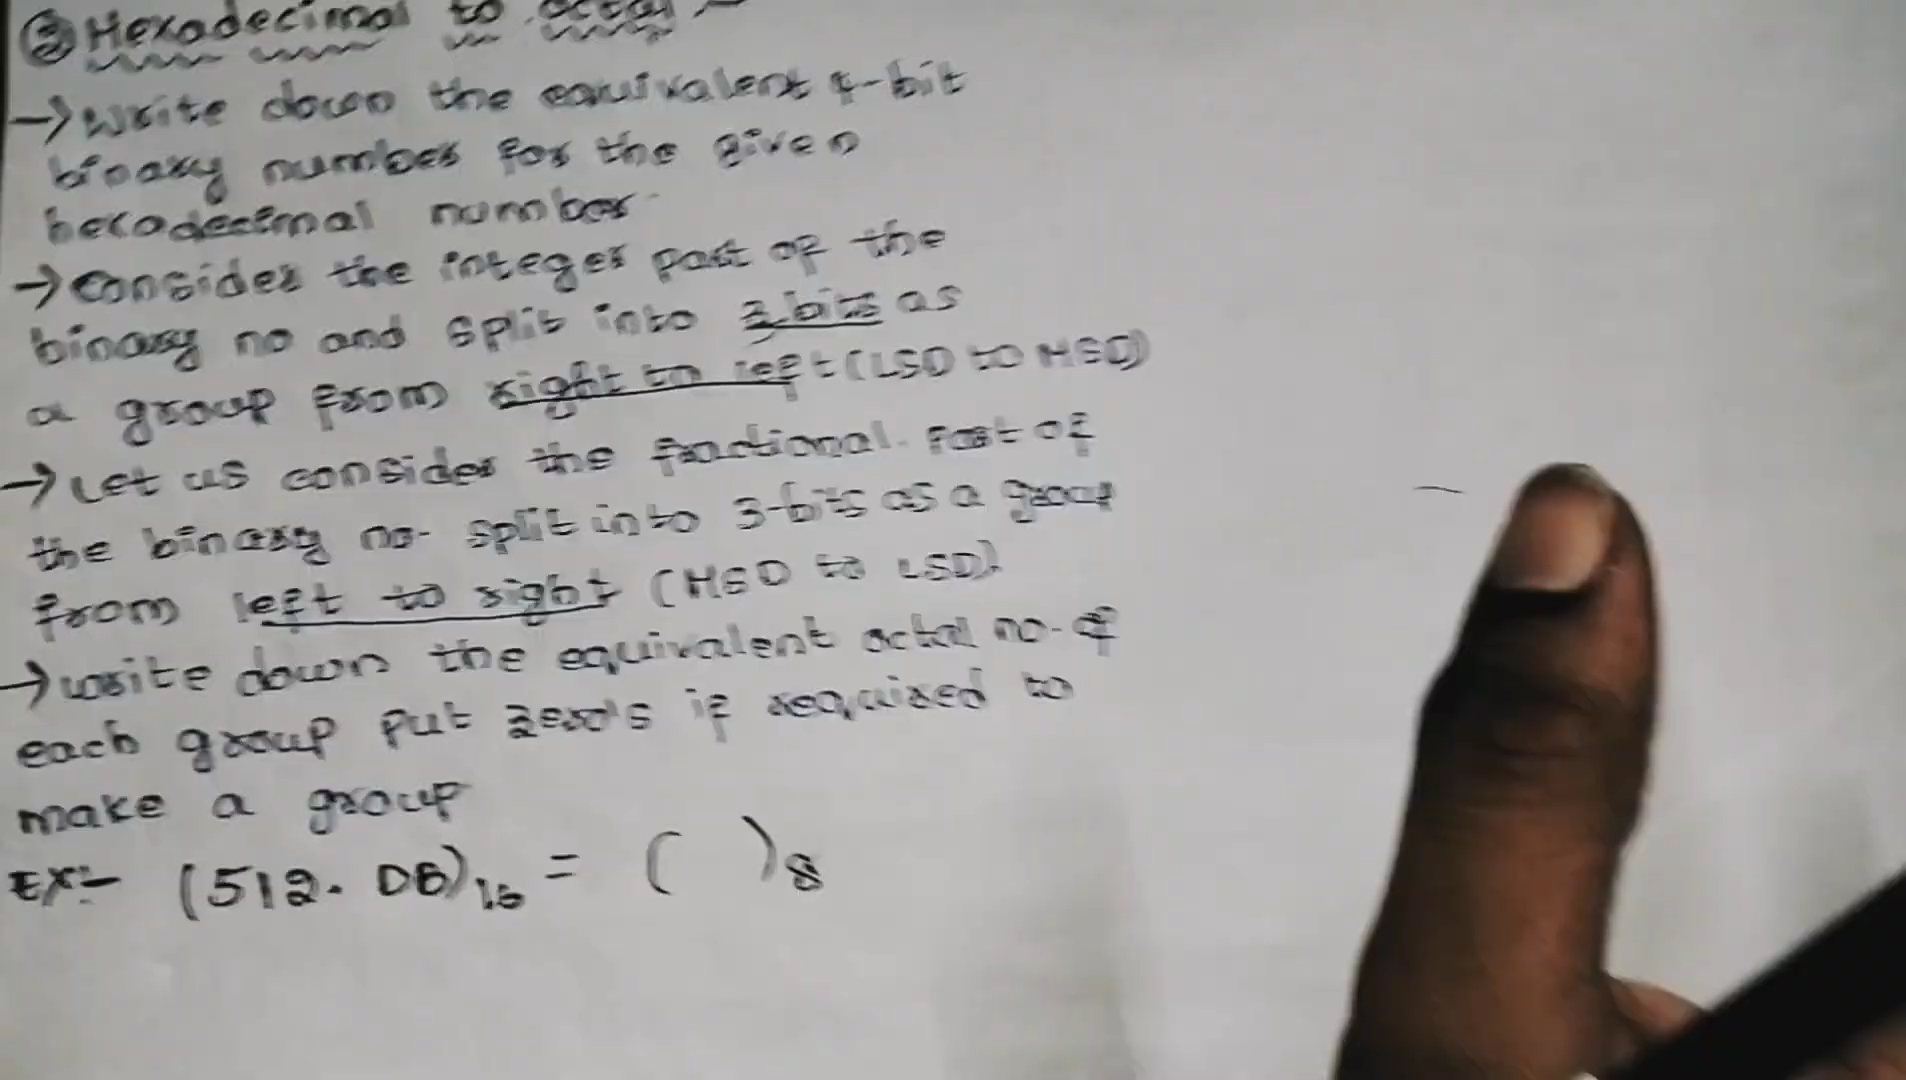 ③ Hexadecimal to octal
→ Write down the equivalent 4-bit
binary number for the given
hexadecimal number.
→ Consider the integer part of the
binary no and split into 3 bits as
a group from right to left (LSD to MSD)
→ Let us consider the fractional part of
the binary no. split into 3-bits as a group
from left to right (MSD to LSD).
→ write down the equivalent octal no. of
each group put zero's if required to
make a group
EX:- (512. DB)₁₆ = ( )₈